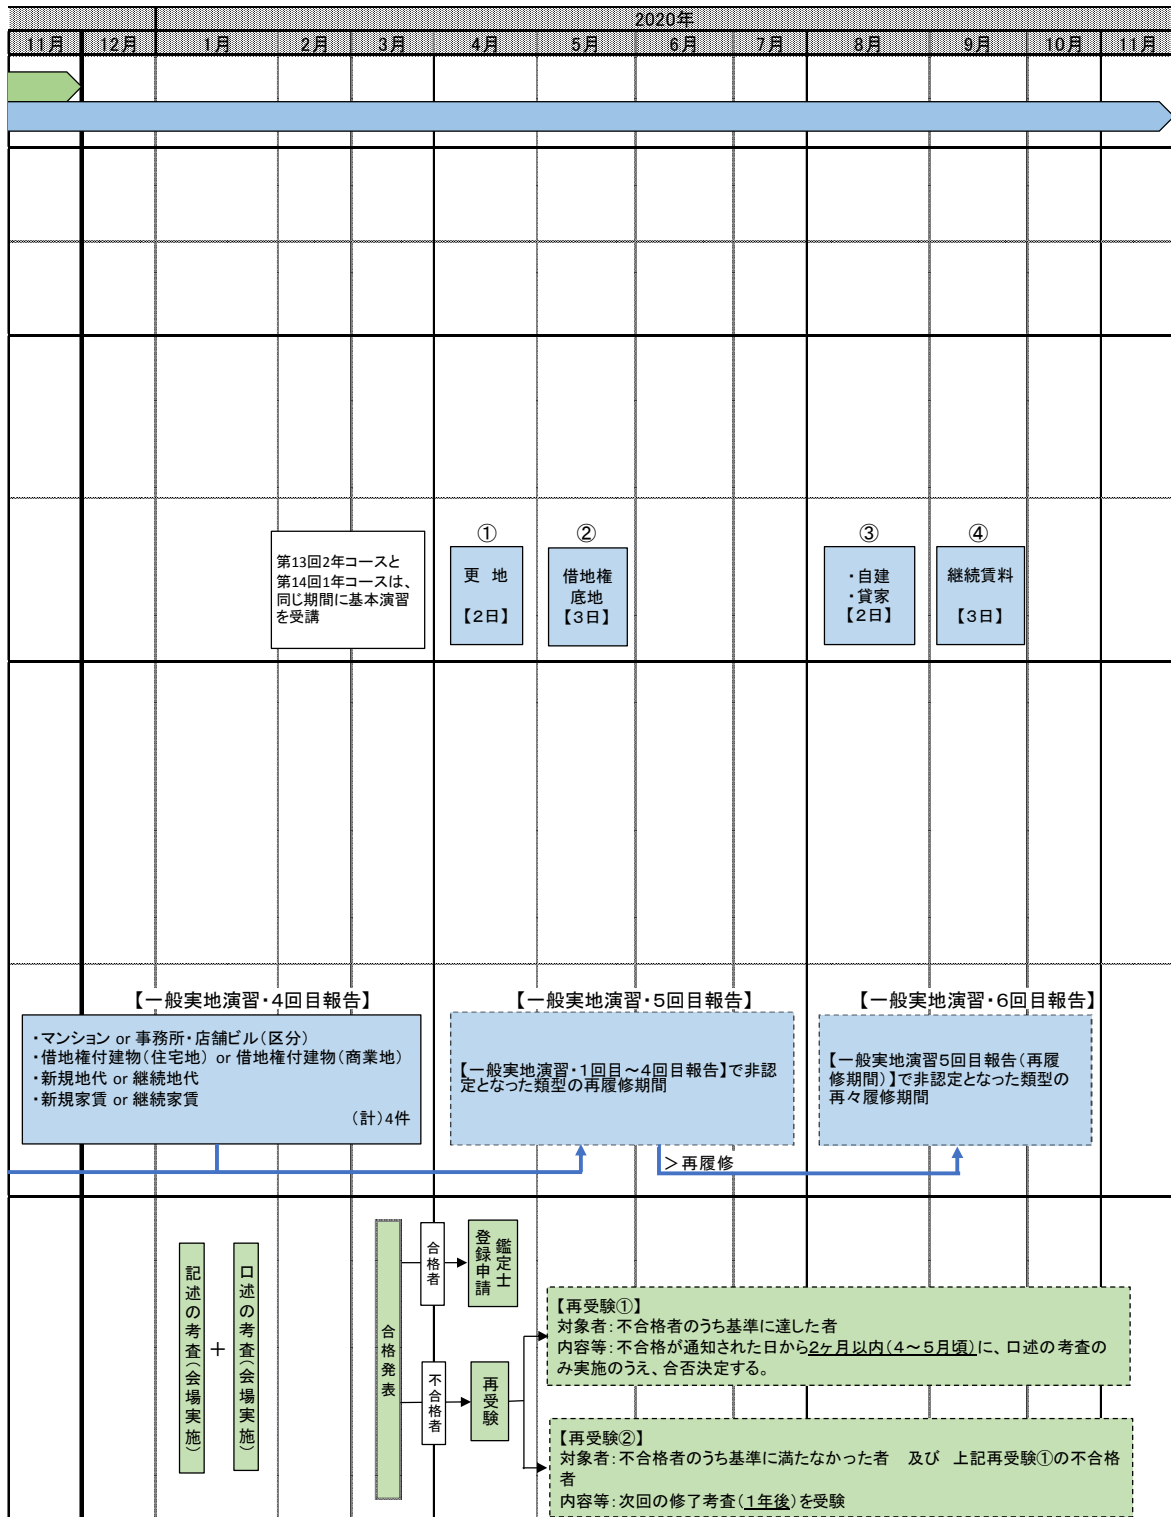 2020年
11月 12月 1月 2月 3月 4月 5月 6月 7月 8月 9月 10月 11月
第13回2年コースと
第14回1年コースは、
同じ期間に基本演習
を受講
①
更 地
【2日】
②
借地権
底地
【3日】
③
・自建
・貸家
【2日】
④
継続賃料
【3日】
【一般実地演習・4回目報告】
・マンション or 事務所・店舗ビル(区分)
・借地権付建物(住宅地) or 借地権付建物(商業地)
・新規地代 or 継続地代
・新規家賃 or 継続家賃
(計)4件
【一般実地演習・5回目報告】
【一般実地演習・1回目～4回目報告】で非認
定となった類型の再履修期間
【一般実地演習・6回目報告】
【一般実地演習5回目報告(再履
修期間)】で非認定となった類型の
再々履修期間
＞再履修
記述の考査(会場実施)
＋
口述の考査(会場実施)
合格発表
合格者
鑑定士
登録申請
不合格者
再受験
【再受験①】
対象者:不合格者のうち基準に達した者
内容等:不合格が通知された日から2ヶ月以内(4～5月頃)に、口述の考査の
み実施のうえ、合否決定する。
【再受験②】
対象者:不合格者のうち基準に満たなかった者 及び 上記再受験①の不合格
者
内容等:次回の修了考査(1年後)を受験